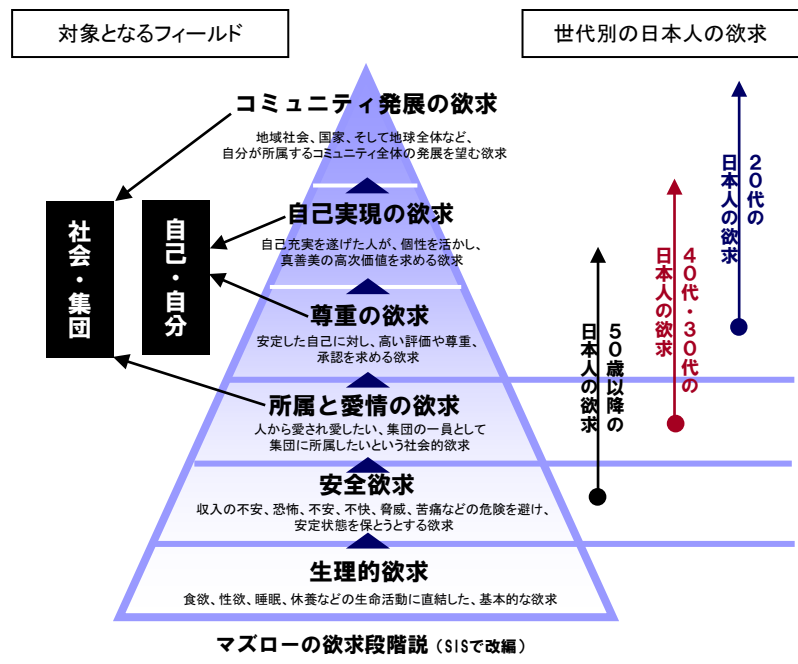 対象となるフィールド
世代別の日本人の欲求
コミュニティ発展の欲求
地域社会、国家、そして地球全体など、
自分が所属するコミュニティ全体の発展を望む欲求
自己実現の欲求
自己充実を遂げた人が、個性を活かし、
真善美の高次価値を求める欲求
尊重の欲求
安定した自己に対し、高い評価や尊重、
承認を求める欲求
所属と愛情の欲求
人から愛され愛したい、集団の一員として
集団に所属したいという社会的欲求
安全欲求
収入の不安、恐怖、不安、不快、脅威、苦痛などの危険を避け、
安定状態を保とうとする欲求
生理的欲求
食欲、性欲、睡眠、休養などの生命活動に直結した、基本的な欲求
マズローの欲求段階説（SISで改編）
社会・集団
自己・自分
20代の
日本人の欲求
40代・30代の
日本人の欲求
50歳以降の
日本人の欲求